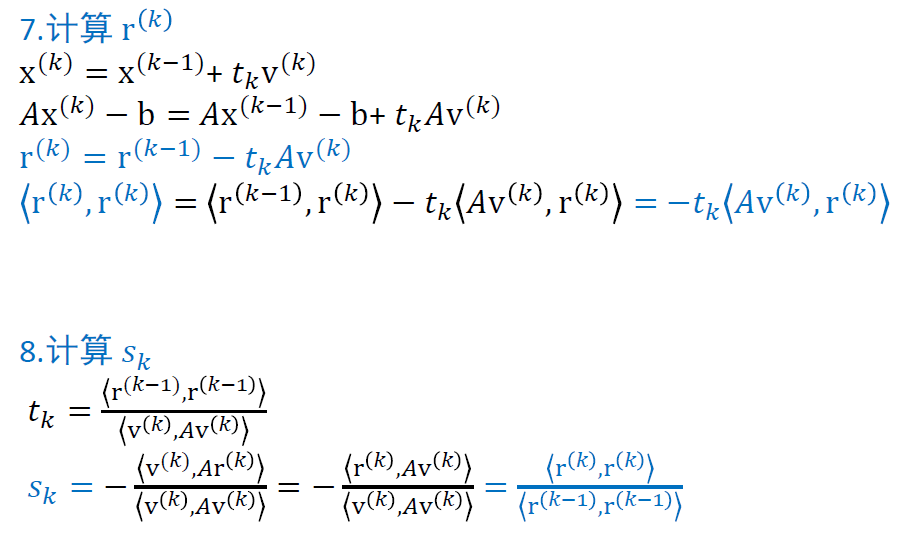 7.计算 r^(k)
x^(k) = x^(k−1)+ t_k v^(k)
Ax^(k) − b = Ax^(k−1) − b+ t_k Av^(k)
r^(k) = r^(k−1) − t_k Av^(k)
⟨r^(k),r^(k)⟩ = ⟨r^(k−1),r^(k)⟩ − t_k⟨Av^(k),r^(k)⟩ = −t_k⟨Av^(k),r^(k)⟩
8.计算 s_k
t_k = ⟨r^(k−1),r^(k−1)⟩ / ⟨v^(k),Av^(k)⟩
s_k = −⟨v^(k),Ar^(k)⟩ / ⟨v^(k),Av^(k)⟩ = −⟨r^(k),Av^(k)⟩ / ⟨v^(k),Av^(k)⟩ = ⟨r^(k),r^(k)⟩ / ⟨r^(k−1),r^(k−1)⟩